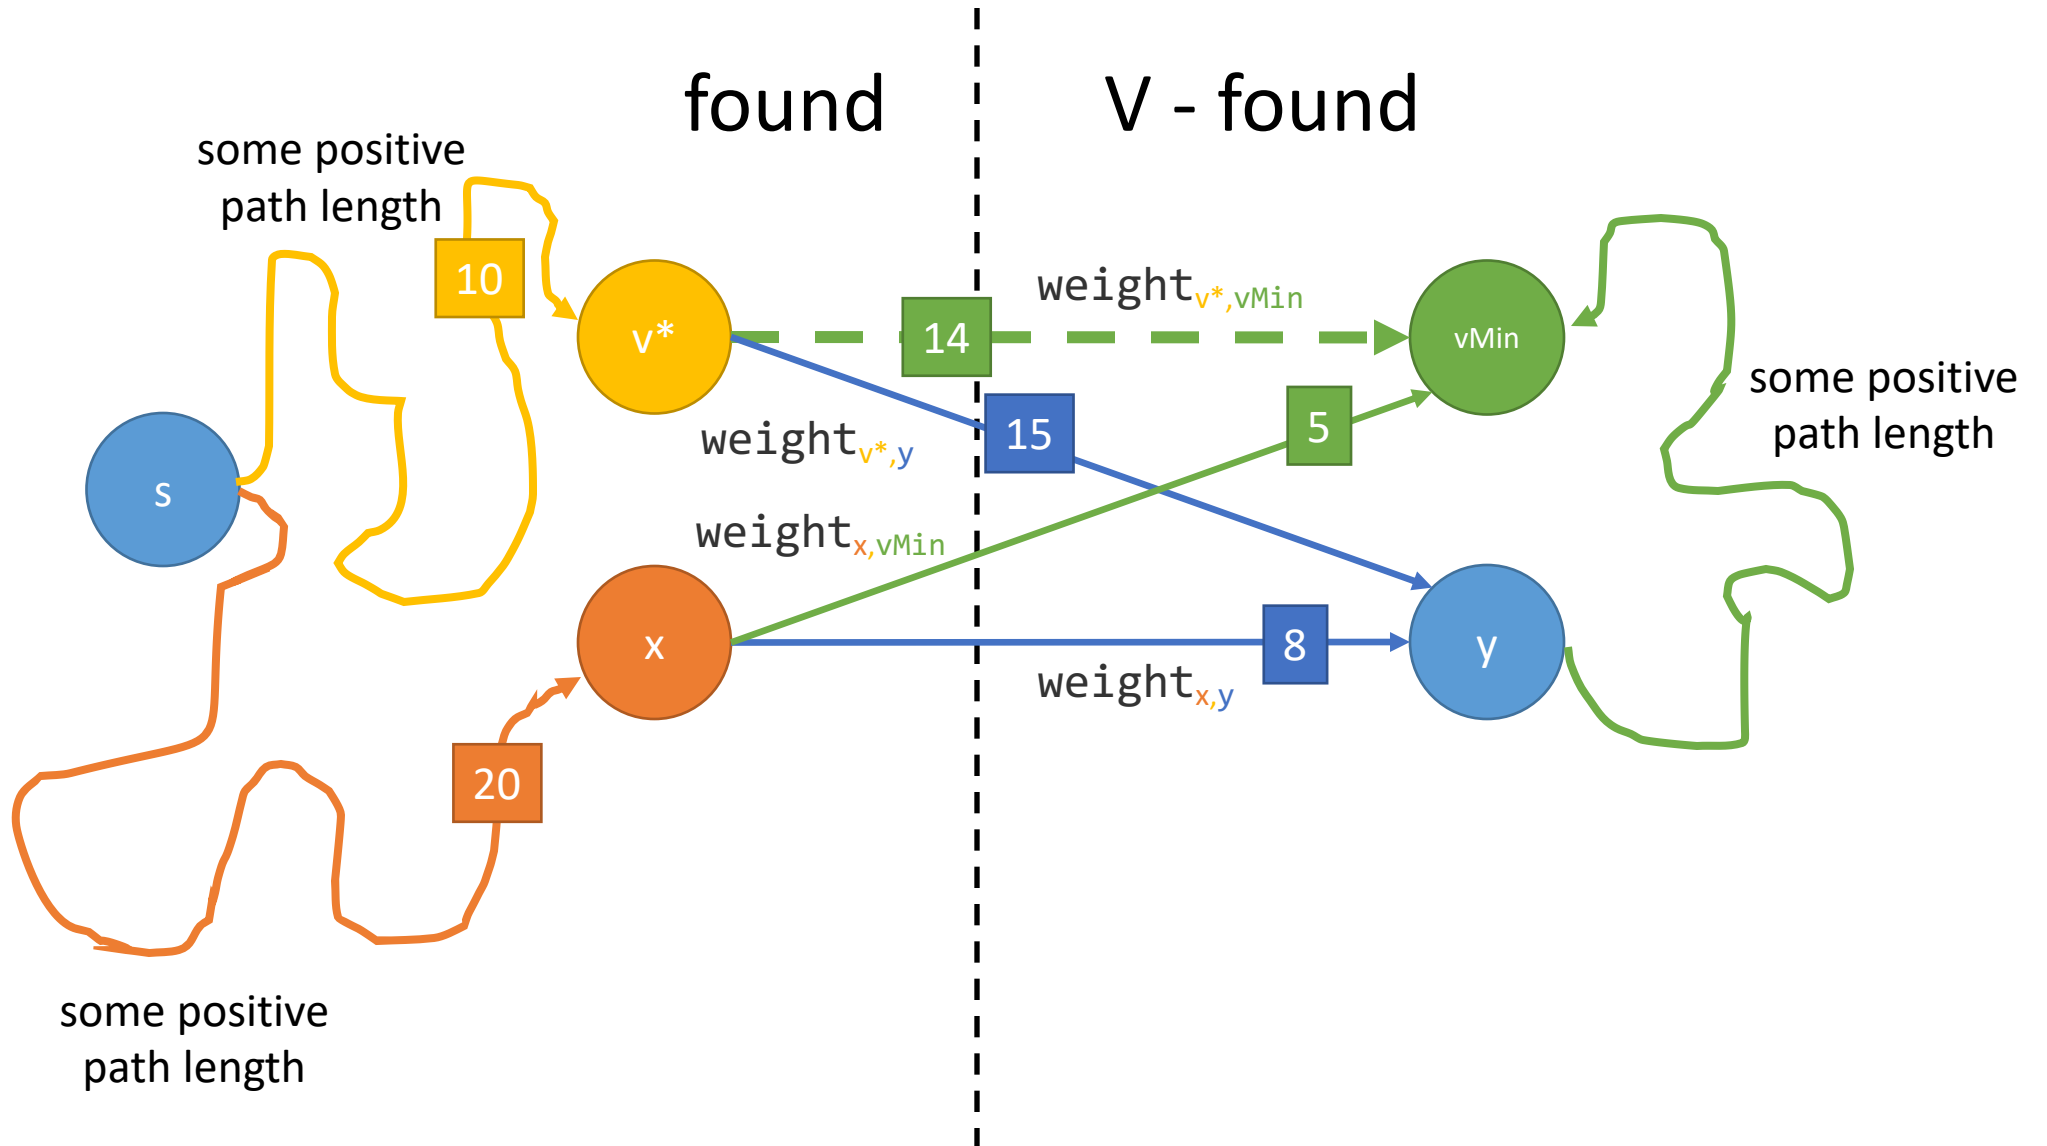 found
V - found
some positive
path length
10
v*
14
weightv*,vMin
vMin
some positive
path length
s
weightv*,y
15
5
weightx,vMin
x
8
y
weightx,y
20
some positive
path length